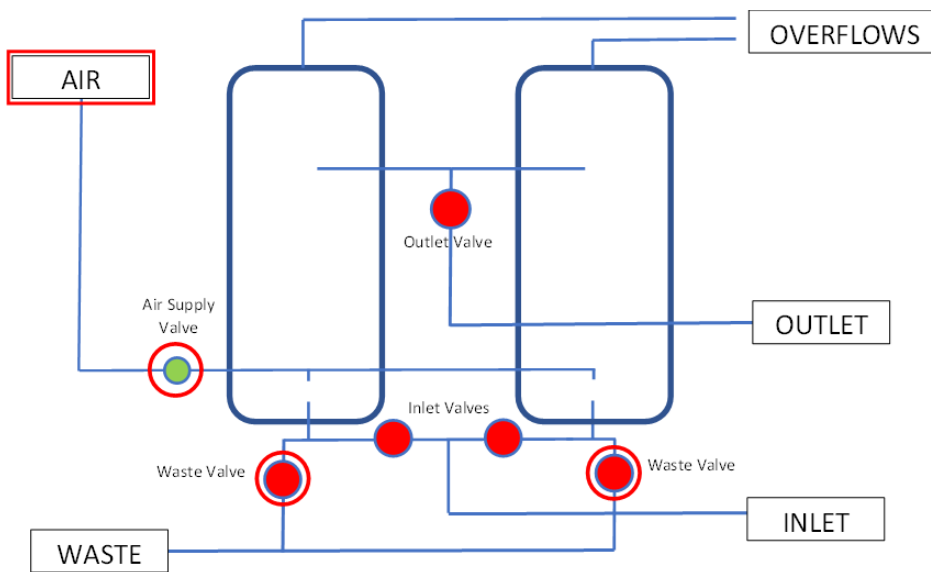 OVERFLOWS
AIR
Outlet Valve
Air Supply
Valve
OUTLET
Inlet Valves
Waste Valve
Waste Valve
INLET
WASTE